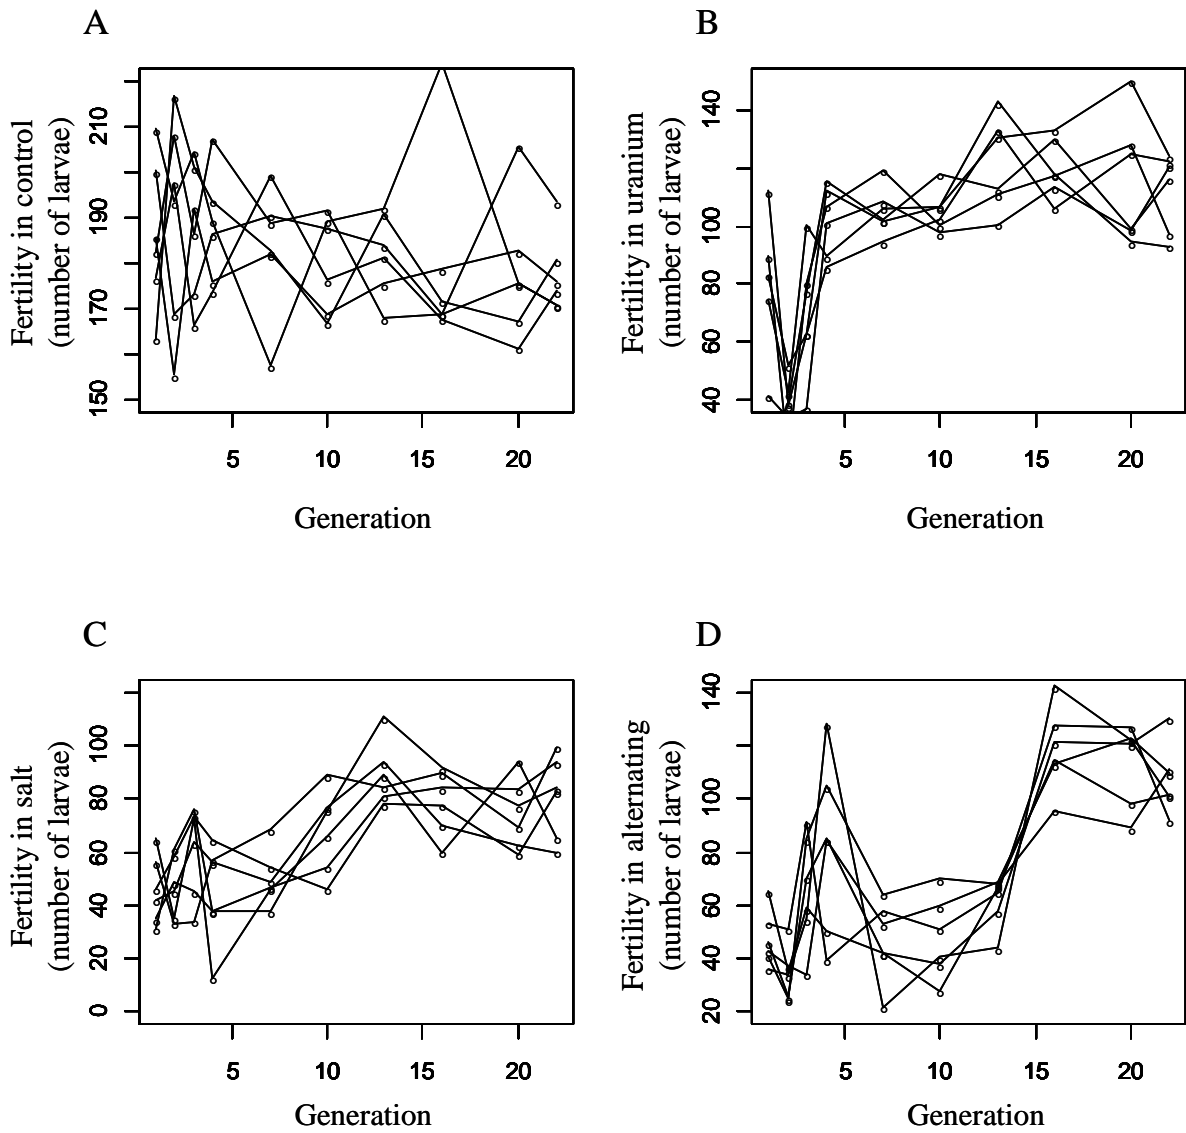 A
Fertility in control
(number of larvae)
210
190
170
150
5 10 15 20
Generation
B
Fertility in uranium
(number of larvae)
140
100
80
60
40
5 10 15 20
Generation
C
Fertility in salt
(number of larvae)
100
80
60
40
20
0
5 10 15 20
Generation
D
Fertility in alternating
(number of larvae)
140
100
80
60
40
20
5 10 15 20
Generation